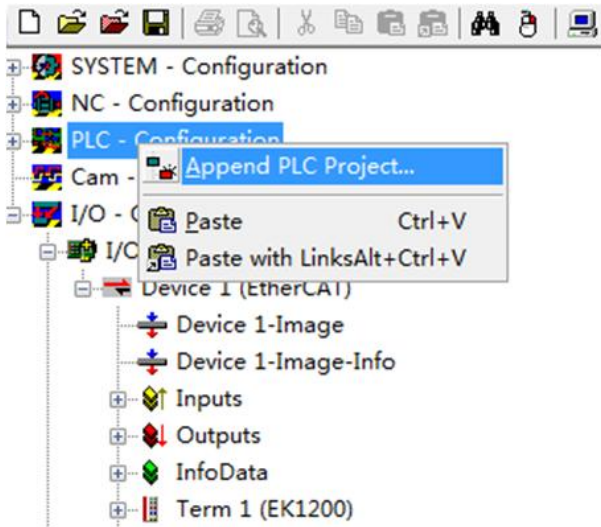 SYSTEM - Configuration
NC - Configuration
PLC - Configuration
Append PLC Project...
Cam -
I/O -
Paste Ctrl+V
I/O
Paste with LinksAlt+Ctrl+V
Device 1 (EtherCAT)
Device 1-Image
Device 1-Image-Info
Inputs
Outputs
InfoData
Term 1 (EK1200)